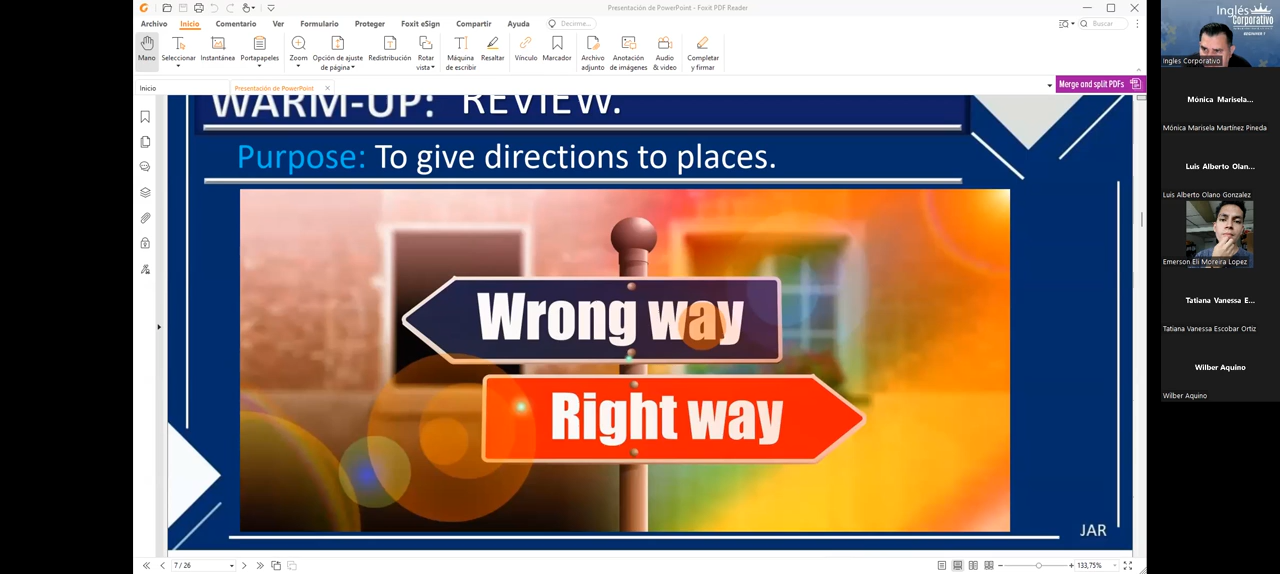 Presentación de PowerPoint - Foxit PDF Reader
Archivo Inicio Comentario Ver Formulario Proteger Foxit eSign Compartir Ayuda Decirme... Buscar
Mano Seleccionar Instantánea Portapapeles Zoom Opción de ajuste de página Redistribución Rotar vista Máquina de escribir Resaltar Vínculo Marcador Archivo adjunto Anotación de imágenes Audio & video Completar y firmar
Inicio Presentación de PowerPoint Merge and split PDFs
WARM-UP: REVIEW.
Purpose: To give directions to places.
Wrong way
Right way
JAR
7 / 26 133,75%
Inglés
Corporativo
BEGINNER 7
Inglés Corporativo
Mónica Marisela...
Mónica Marisela Martínez Pineda
Luis Alberto Olan...
Luis Alberto Olano Gonzalez
Emerson Eli Moreira Lopez
Tatiana Vanessa E...
Tatiana Vanessa Escobar Ortiz
Wilber Aquino
Wilber Aquino